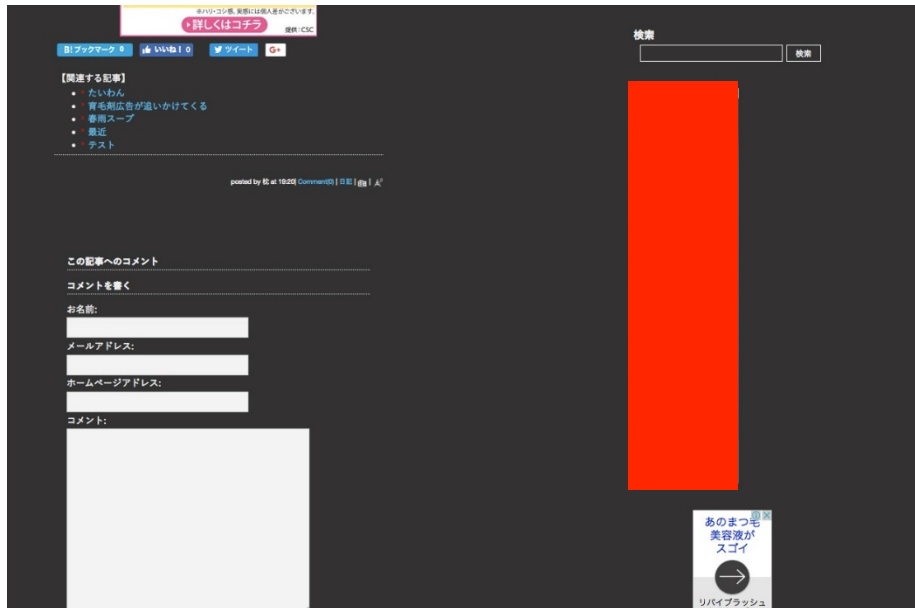 ※ハリ・コシ感、実感には個人差がございます。
詳しくはコチラ
提供:CSC
B! ブックマーク 0 いいね! 0 ツイート G+
【関連する記事】
たいわん
育毛剤広告が追いかけてくる
春雨スープ
最近
テスト
posted by 松 at 19:20| Comment(0) | 日記 |
この記事へのコメント
コメントを書く
お名前:
メールアドレス:
ホームページアドレス:
コメント:
検索
検索
あのまつ毛
美容液が
スゴイ
リバイブラッシュ